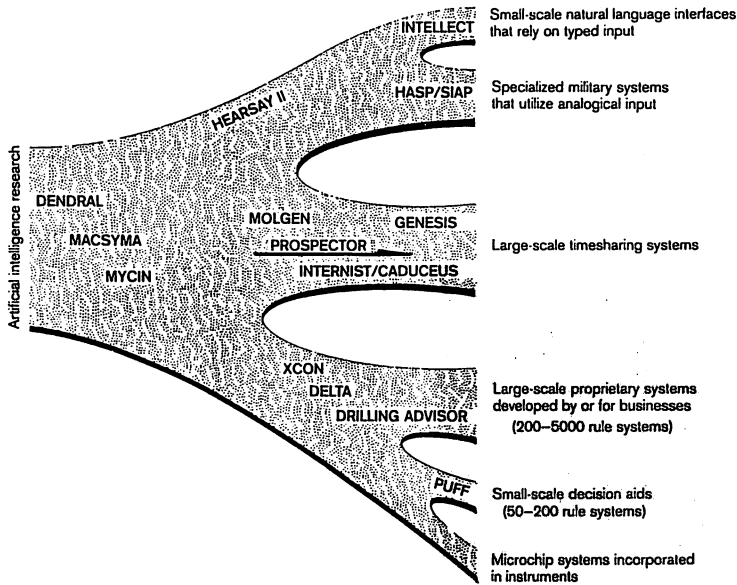 Small-scale natural language interfaces
that rely on typed input
INTELLECT
HASP/SIAP
Specialized military systems
that utilize analogical input
HEARSAY II
Artificial intelligence research
DENDRAL
MACSYMA
MYCIN
MOLGEN
GENESIS
PROSPECTOR
INTERNIST/CADUCEUS
Large-scale timesharing systems
XCON
DELTA
DRILLING ADVISOR
Large-scale proprietary systems
developed by or for businesses
(200–5000 rule systems)
PUFF
Small-scale decision aids
(50–200 rule systems)
Microchip systems incorporated
in instruments